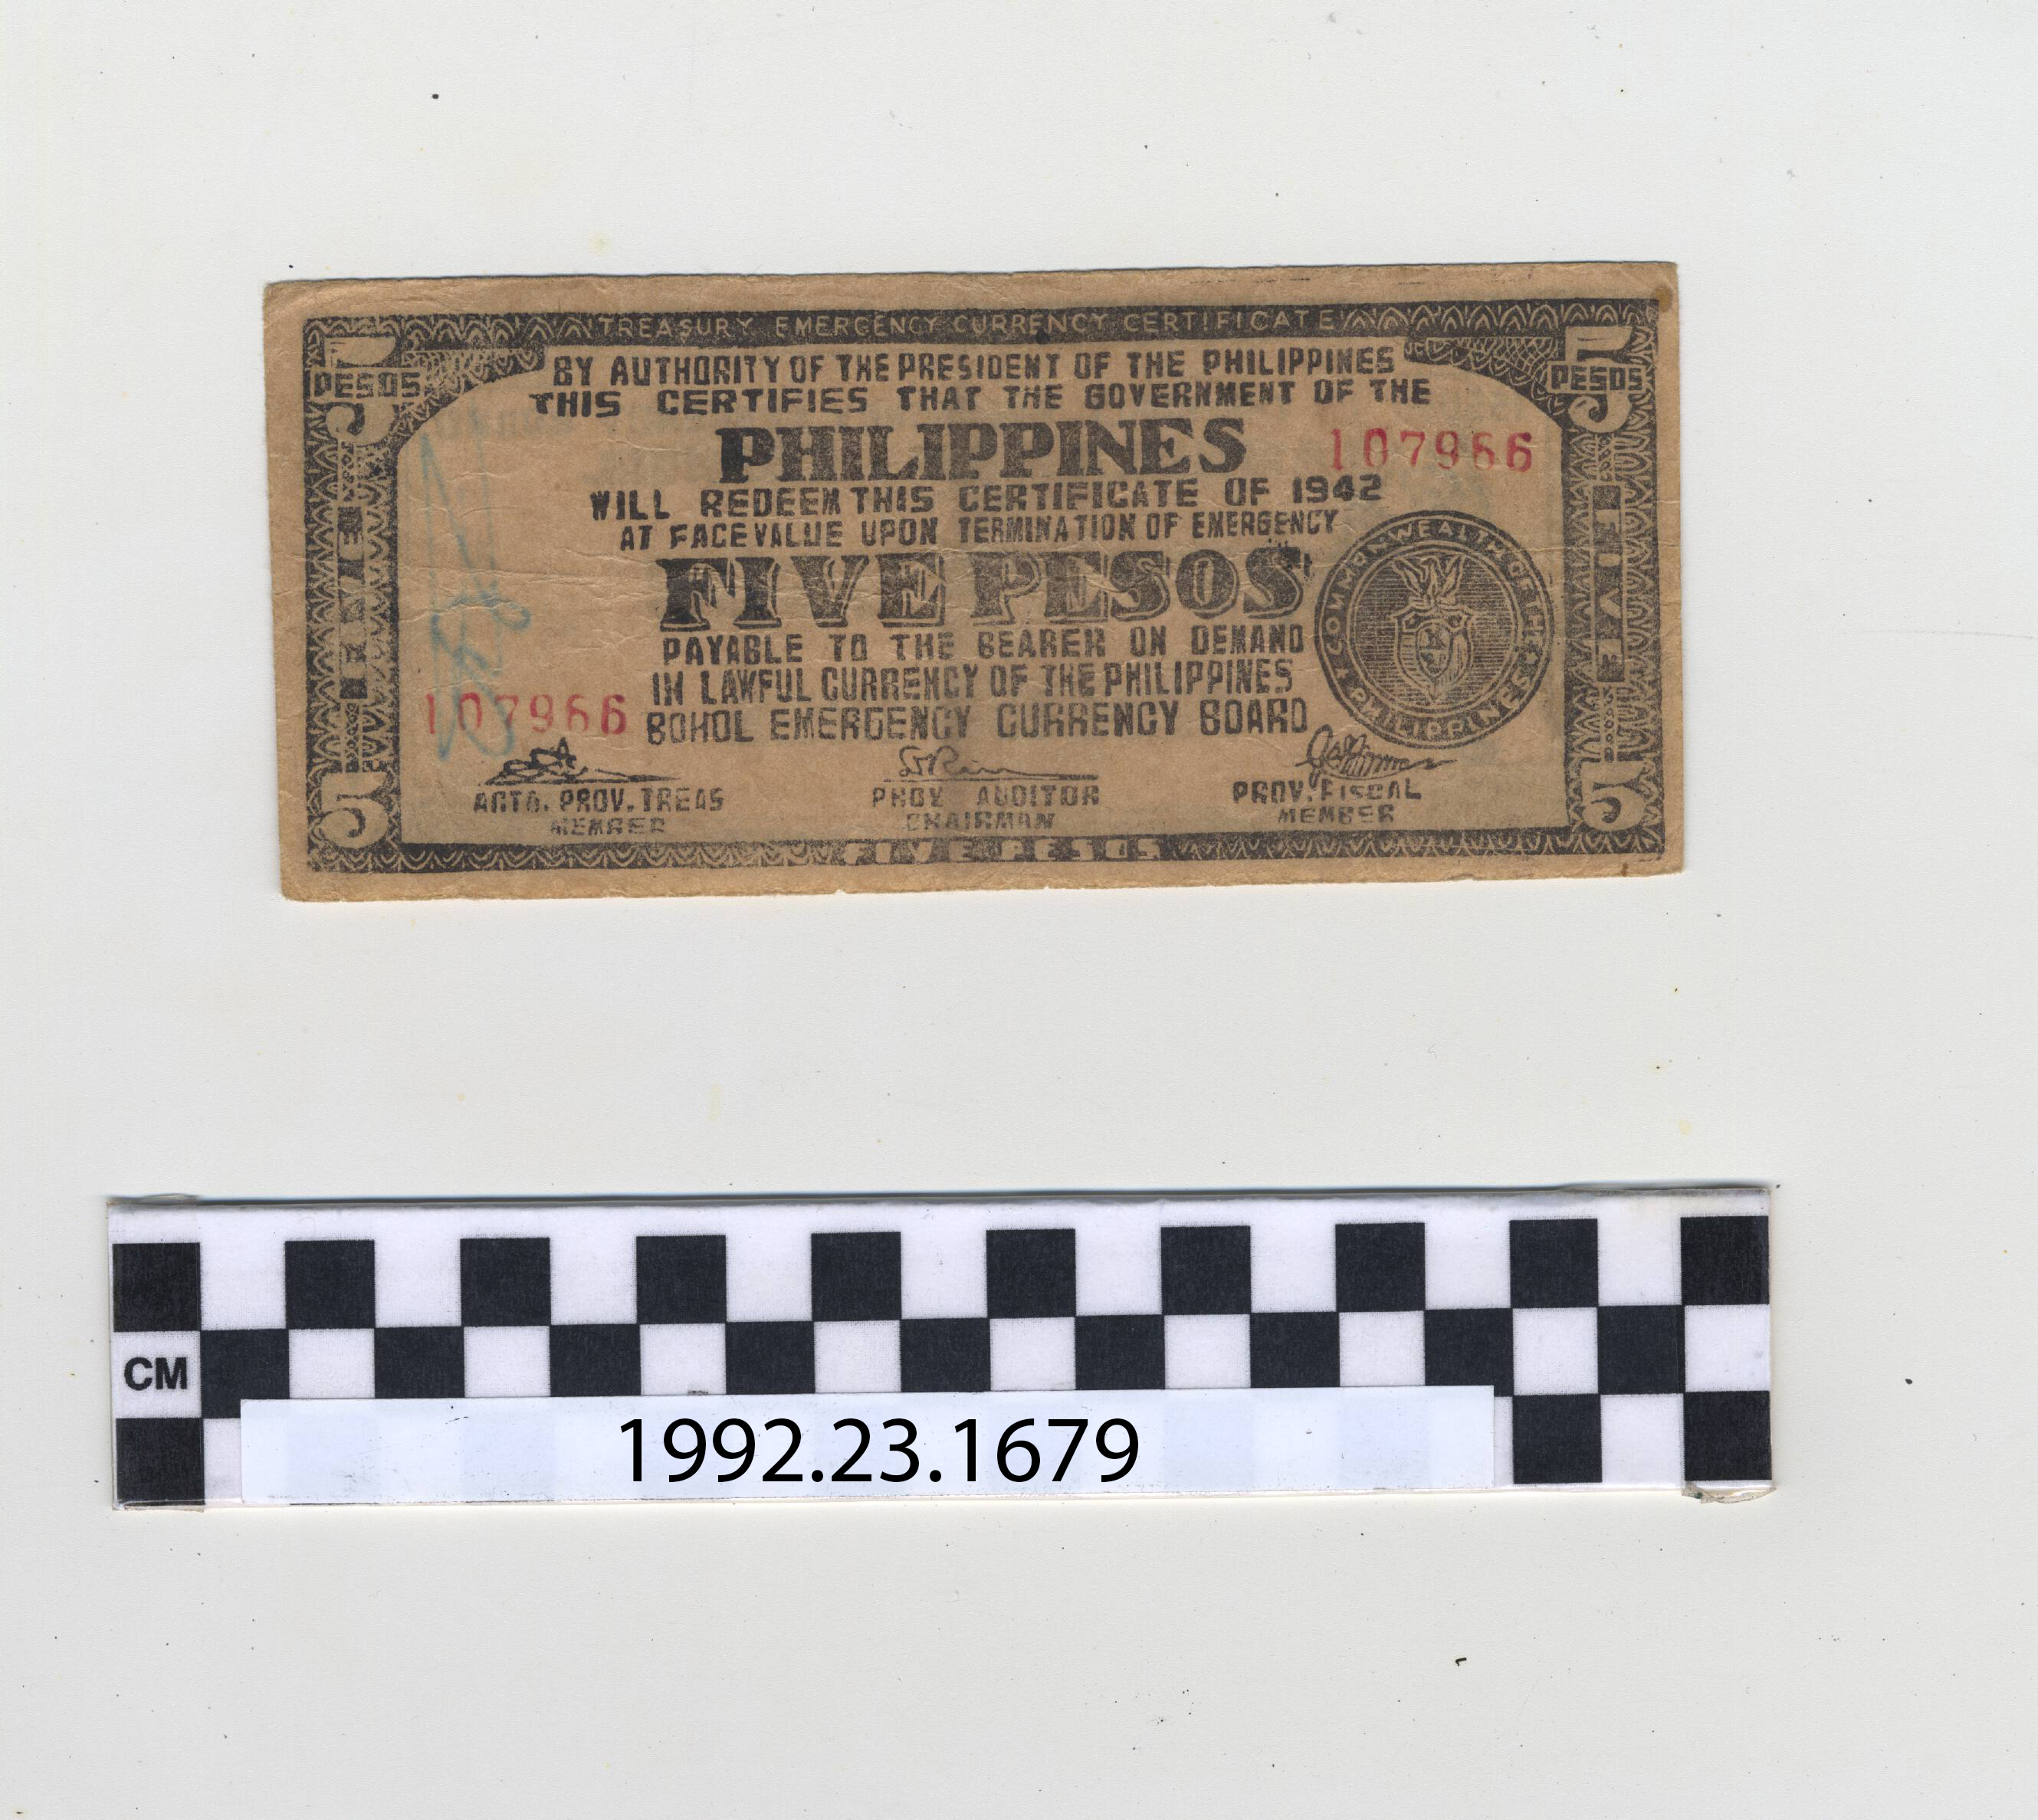 TREASURY EMERGENCY CURRENCY CERTIFICATE
5 PESOS
5 PESOS
BY AUTHORITY OF THE PRESIDENT OF THE PHILIPPINES
THIS CERTIFIES THAT THE GOVERNMENT OF THE
PHILIPPINES
107966
WILL REDEEM THIS CERTIFICATE OF 1942
AT FACE VALUE UPON TERMINATION OF EMERGENCY
FIVE PESOS
FIVE
FIVE
COMMONWEALTH OF THE PHILIPPINES
PAYABLE TO THE BEARER ON DEMAND
IN LAWFUL CURRENCY OF THE PHILIPPINES
107966
BOHOL EMERGENCY CURRENCY BOARD
ACTG. PROV. TREAS
MEMBER
PROV AUDITOR
CHAIRMAN
PROV. FISCAL
MEMBER
5
5
FIVE PESOS
CM
1992.23.1679